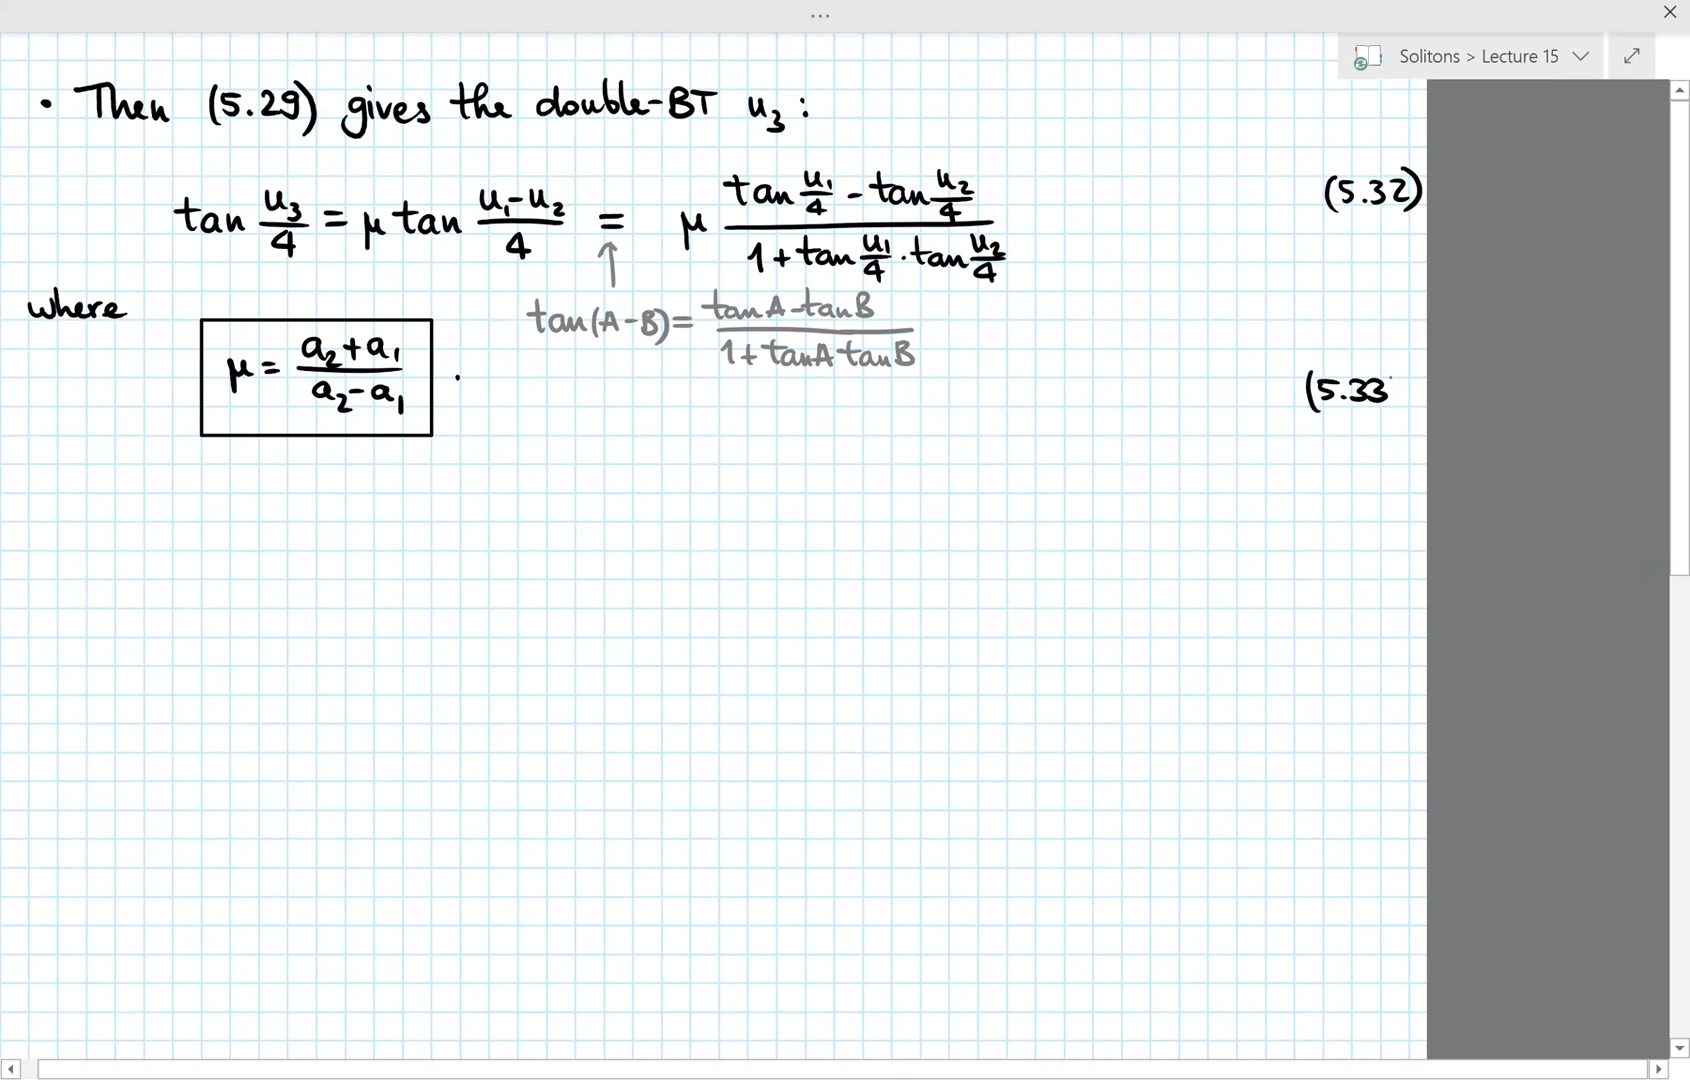 ...
Solitons > Lecture 15
• Then (5.29) gives the double-BT u₃ :
tan u₃/4 = μ tan (u₁-u₂)/4 = μ (tan u₁/4 - tan u₂/4)/(1 + tan u₁/4 · tan u₂/4) (5.32)
where
tan(A-B) = (tanA - tanB)/(1 + tanA tanB)
μ = (a₂+a₁)/(a₂-a₁) .
(5.33